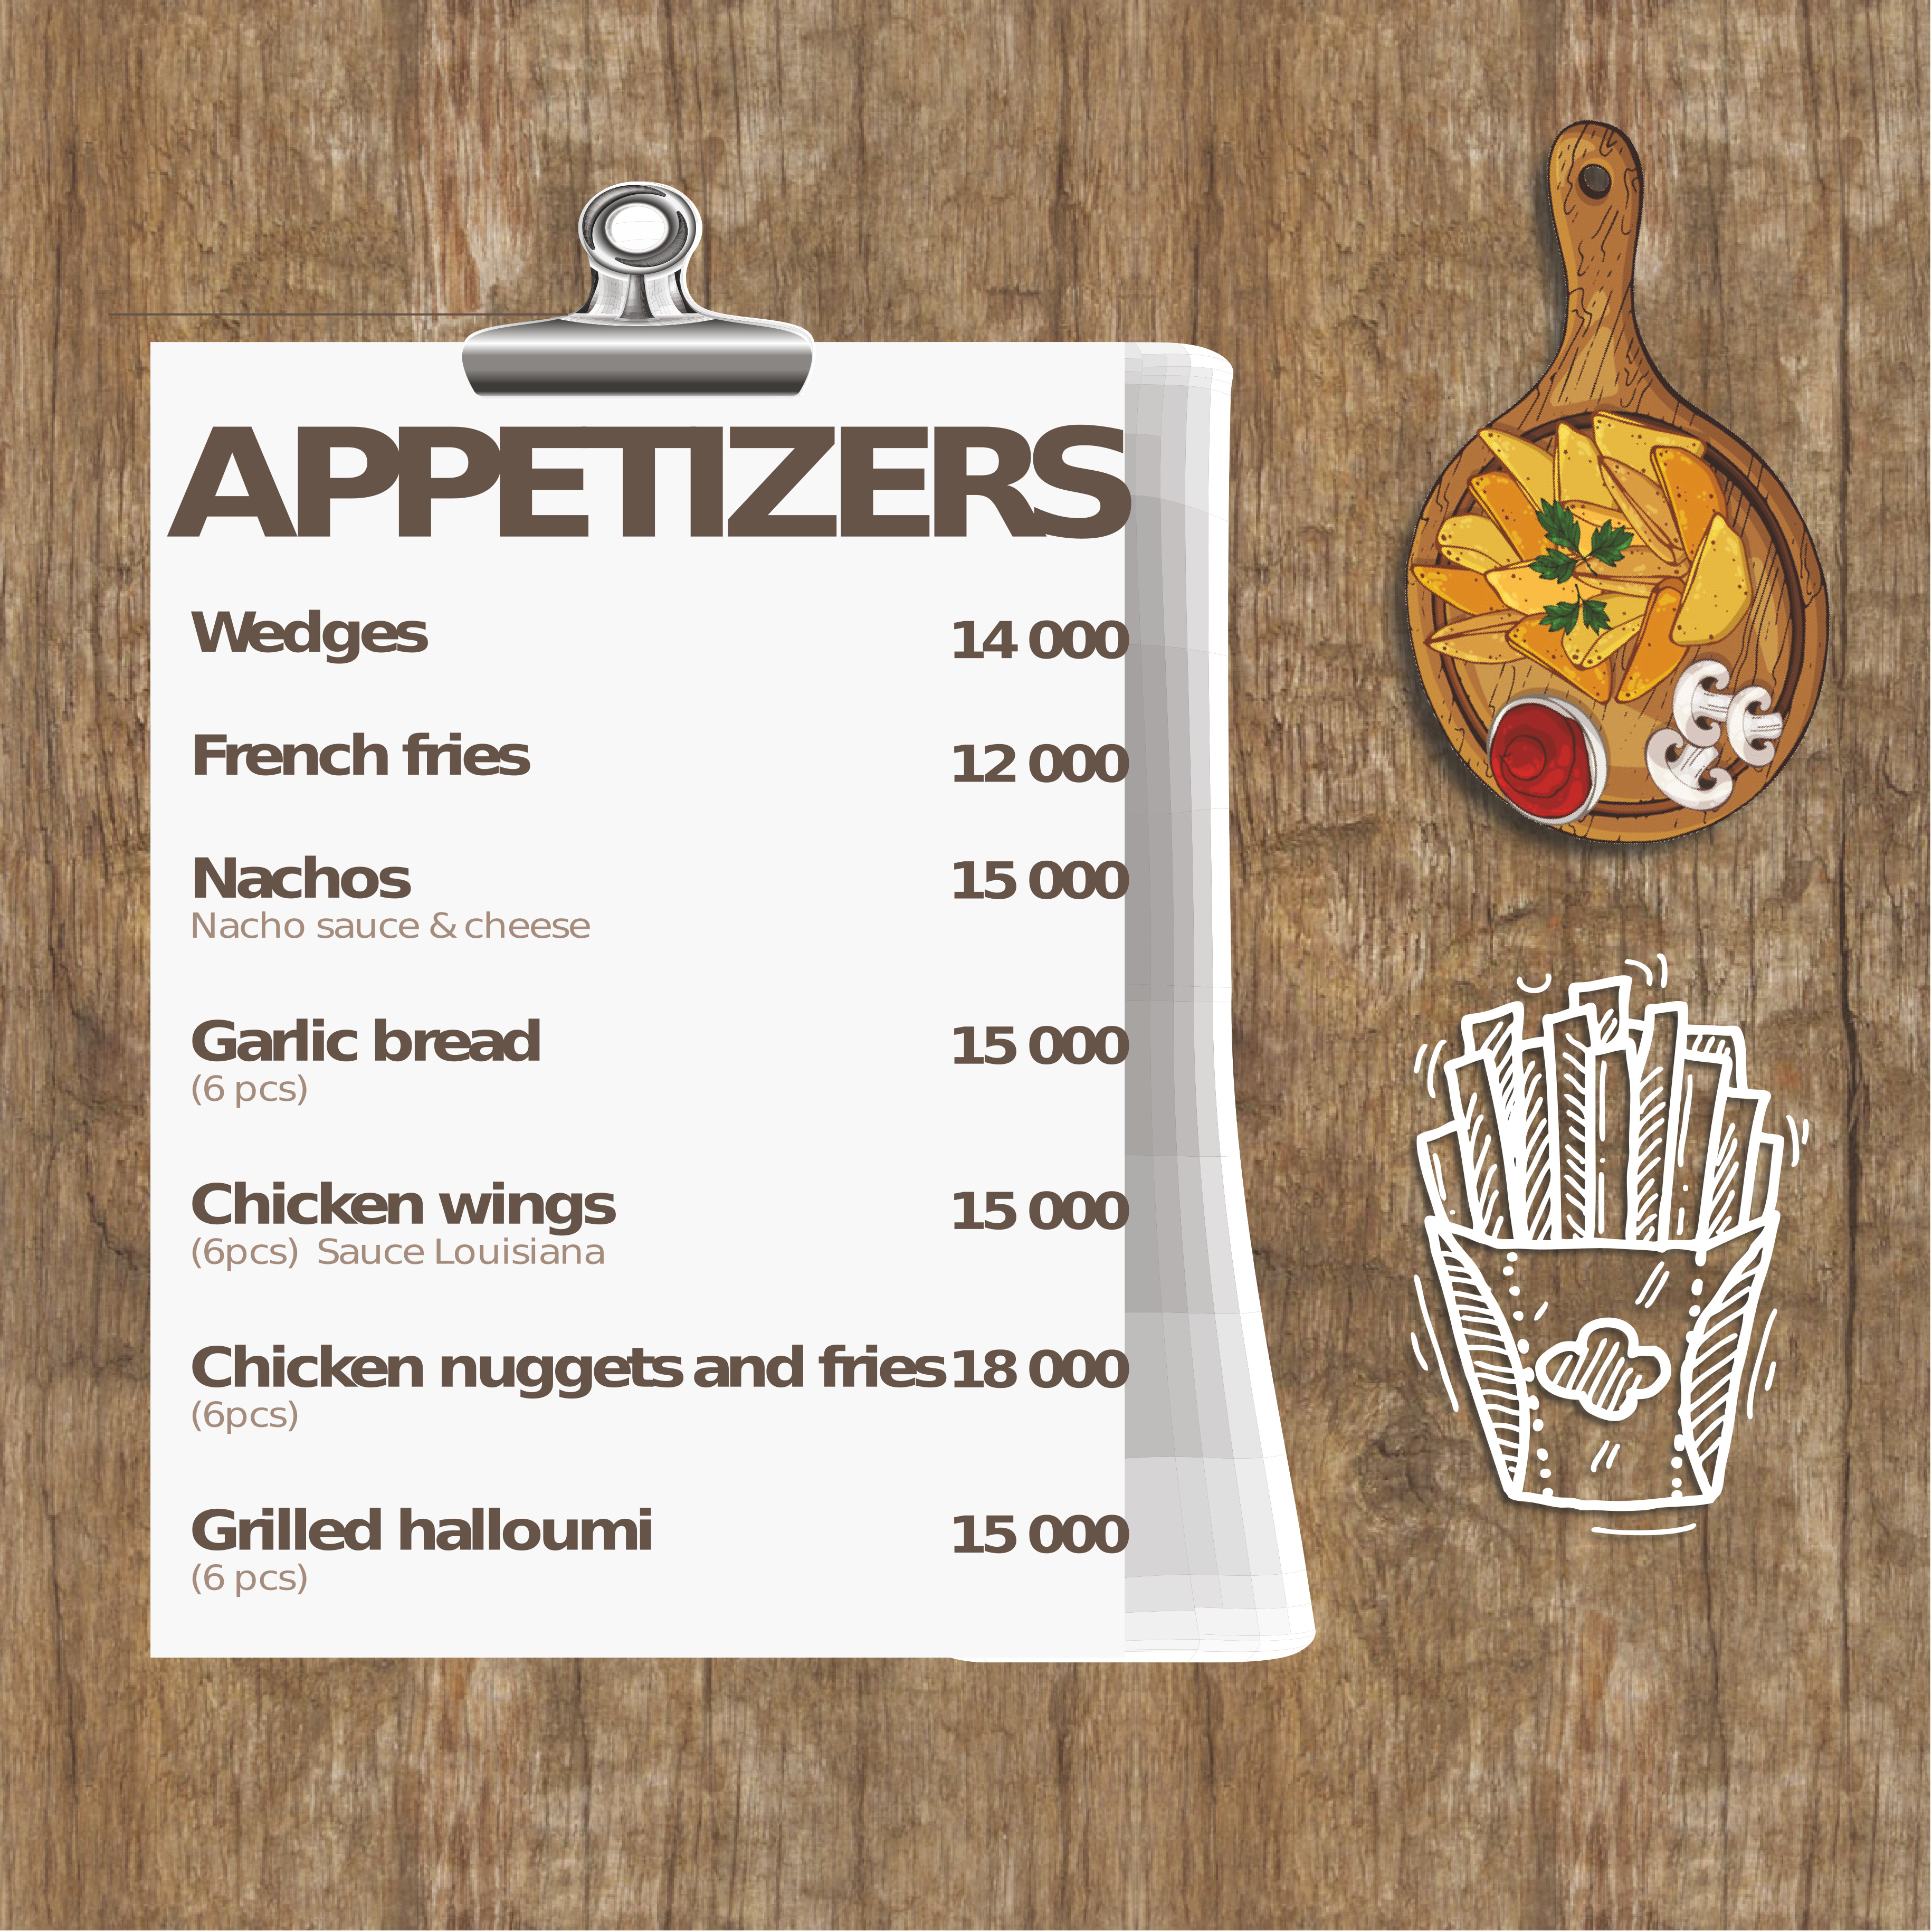 APPETIZERS
Wedges 14 000
French fries 12 000
Nachos 15 000
Nacho sauce & cheese
Garlic bread 15 000
(6 pcs)
Chicken wings 15 000
(6pcs) Sauce Louisiana
Chicken nuggets and fries 18 000
(6pcs)
Grilled halloumi 15 000
(6 pcs)